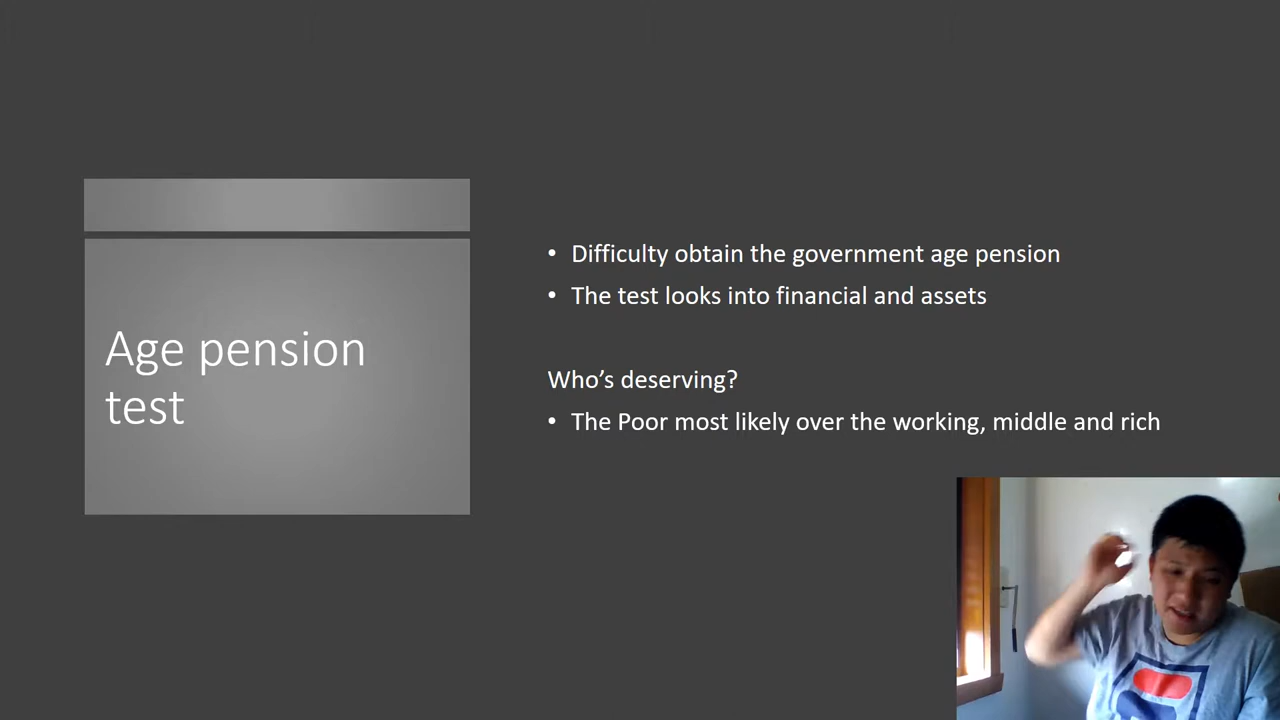 Age pension
test
• Difficulty obtain the government age pension
• The test looks into financial and assets
Who's deserving?
• The Poor most likely over the working, middle and rich